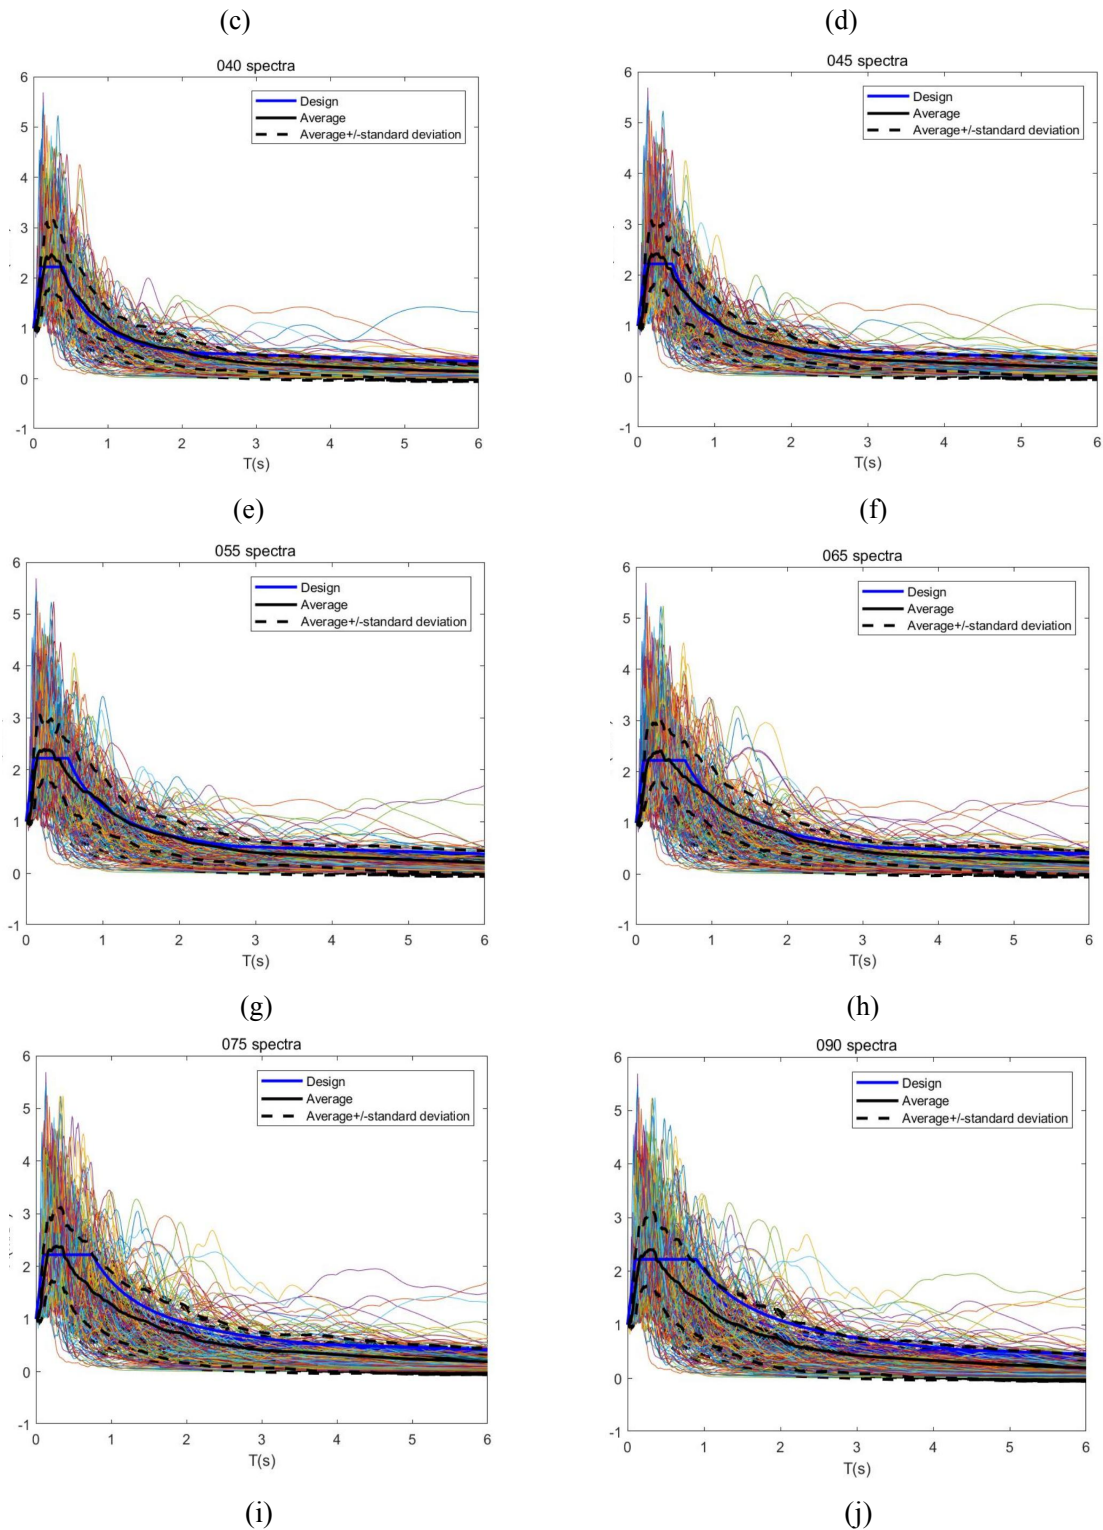 (c) (d)
040 spectra
6
5
4
3
2
1
0
-1
Design
Average
Average+/-standard deviation
0 1 2 3 4 5 6
T(s)
045 spectra
6
5
4
3
2
1
0
-1
Design
Average
Average+/-standard deviation
0 1 2 3 4 5 6
T(s)
(e) (f)
055 spectra
6
5
4
3
2
1
0
-1
Design
Average
Average+/-standard deviation
0 1 2 3 4 5 6
T(s)
065 spectra
6
5
4
3
2
1
0
-1
Design
Average
Average+/-standard deviation
0 1 2 3 4 5 6
T(s)
(g) (h)
075 spectra
6
5
4
3
2
1
0
-1
Design
Average
Average+/-standard deviation
0 1 2 3 4 5 6
T(s)
090 spectra
6
5
4
3
2
1
0
-1
Design
Average
Average+/-standard deviation
0 1 2 3 4 5 6
T(s)
(i) (j)